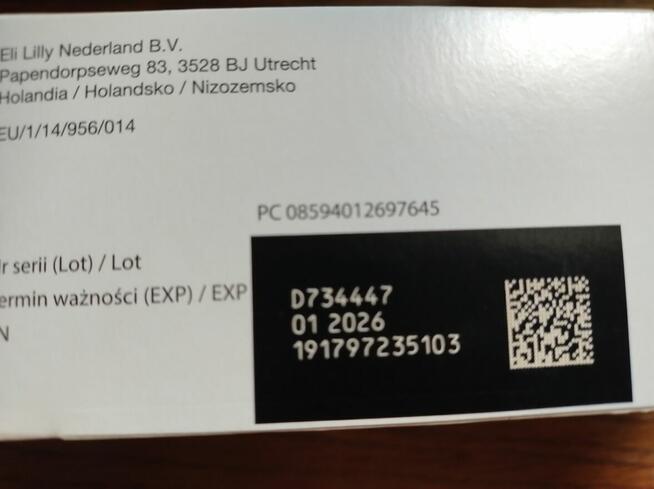 Eli Lilly Nederland B.V.
Papendorpseweg 83, 3528 BJ Utrecht
Holandia / Holandsko / Nizozemsko
EU/1/14/956/014
PC 08594012697645
r serii (Lot) / Lot
ermin ważności (EXP) / EXP
N
D734447
01 2026
191797235103